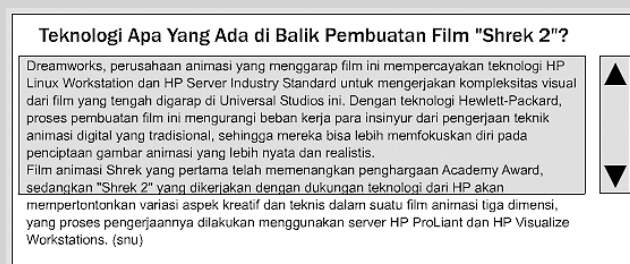 Teknologi Apa Yang Ada di Balik Pembuatan Film "Shrek 2"?
Dreamworks, perusahaan animasi yang menggarap film ini mempercayakan teknologi HP
Linux Workstation dan HP Server Industry Standard untuk mengerjakan kompleksitas visual
dari film yang tengah digarap di Universal Studios ini. Dengan teknologi Hewlett-Packard,
proses pembuatan film ini mengurangi beban kerja para insinyur dari pengerjaan teknik
animasi digital yang tradisional, sehingga mereka bisa lebih memfokuskan diri pada
penciptaan gambar animasi yang lebih nyata dan realistis.
Film animasi Shrek yang pertama telah memenangkan penghargaan Academy Award,
sedangkan "Shrek 2" yang dikerjakan dengan dukungan teknologi dari HP akan
mempertontonkan variasi aspek kreatif dan teknis dalam suatu film animasi tiga dimensi,
yang proses pengerjaannya dilakukan menggunakan server HP ProLiant dan HP Visualize
Workstations. (snu)